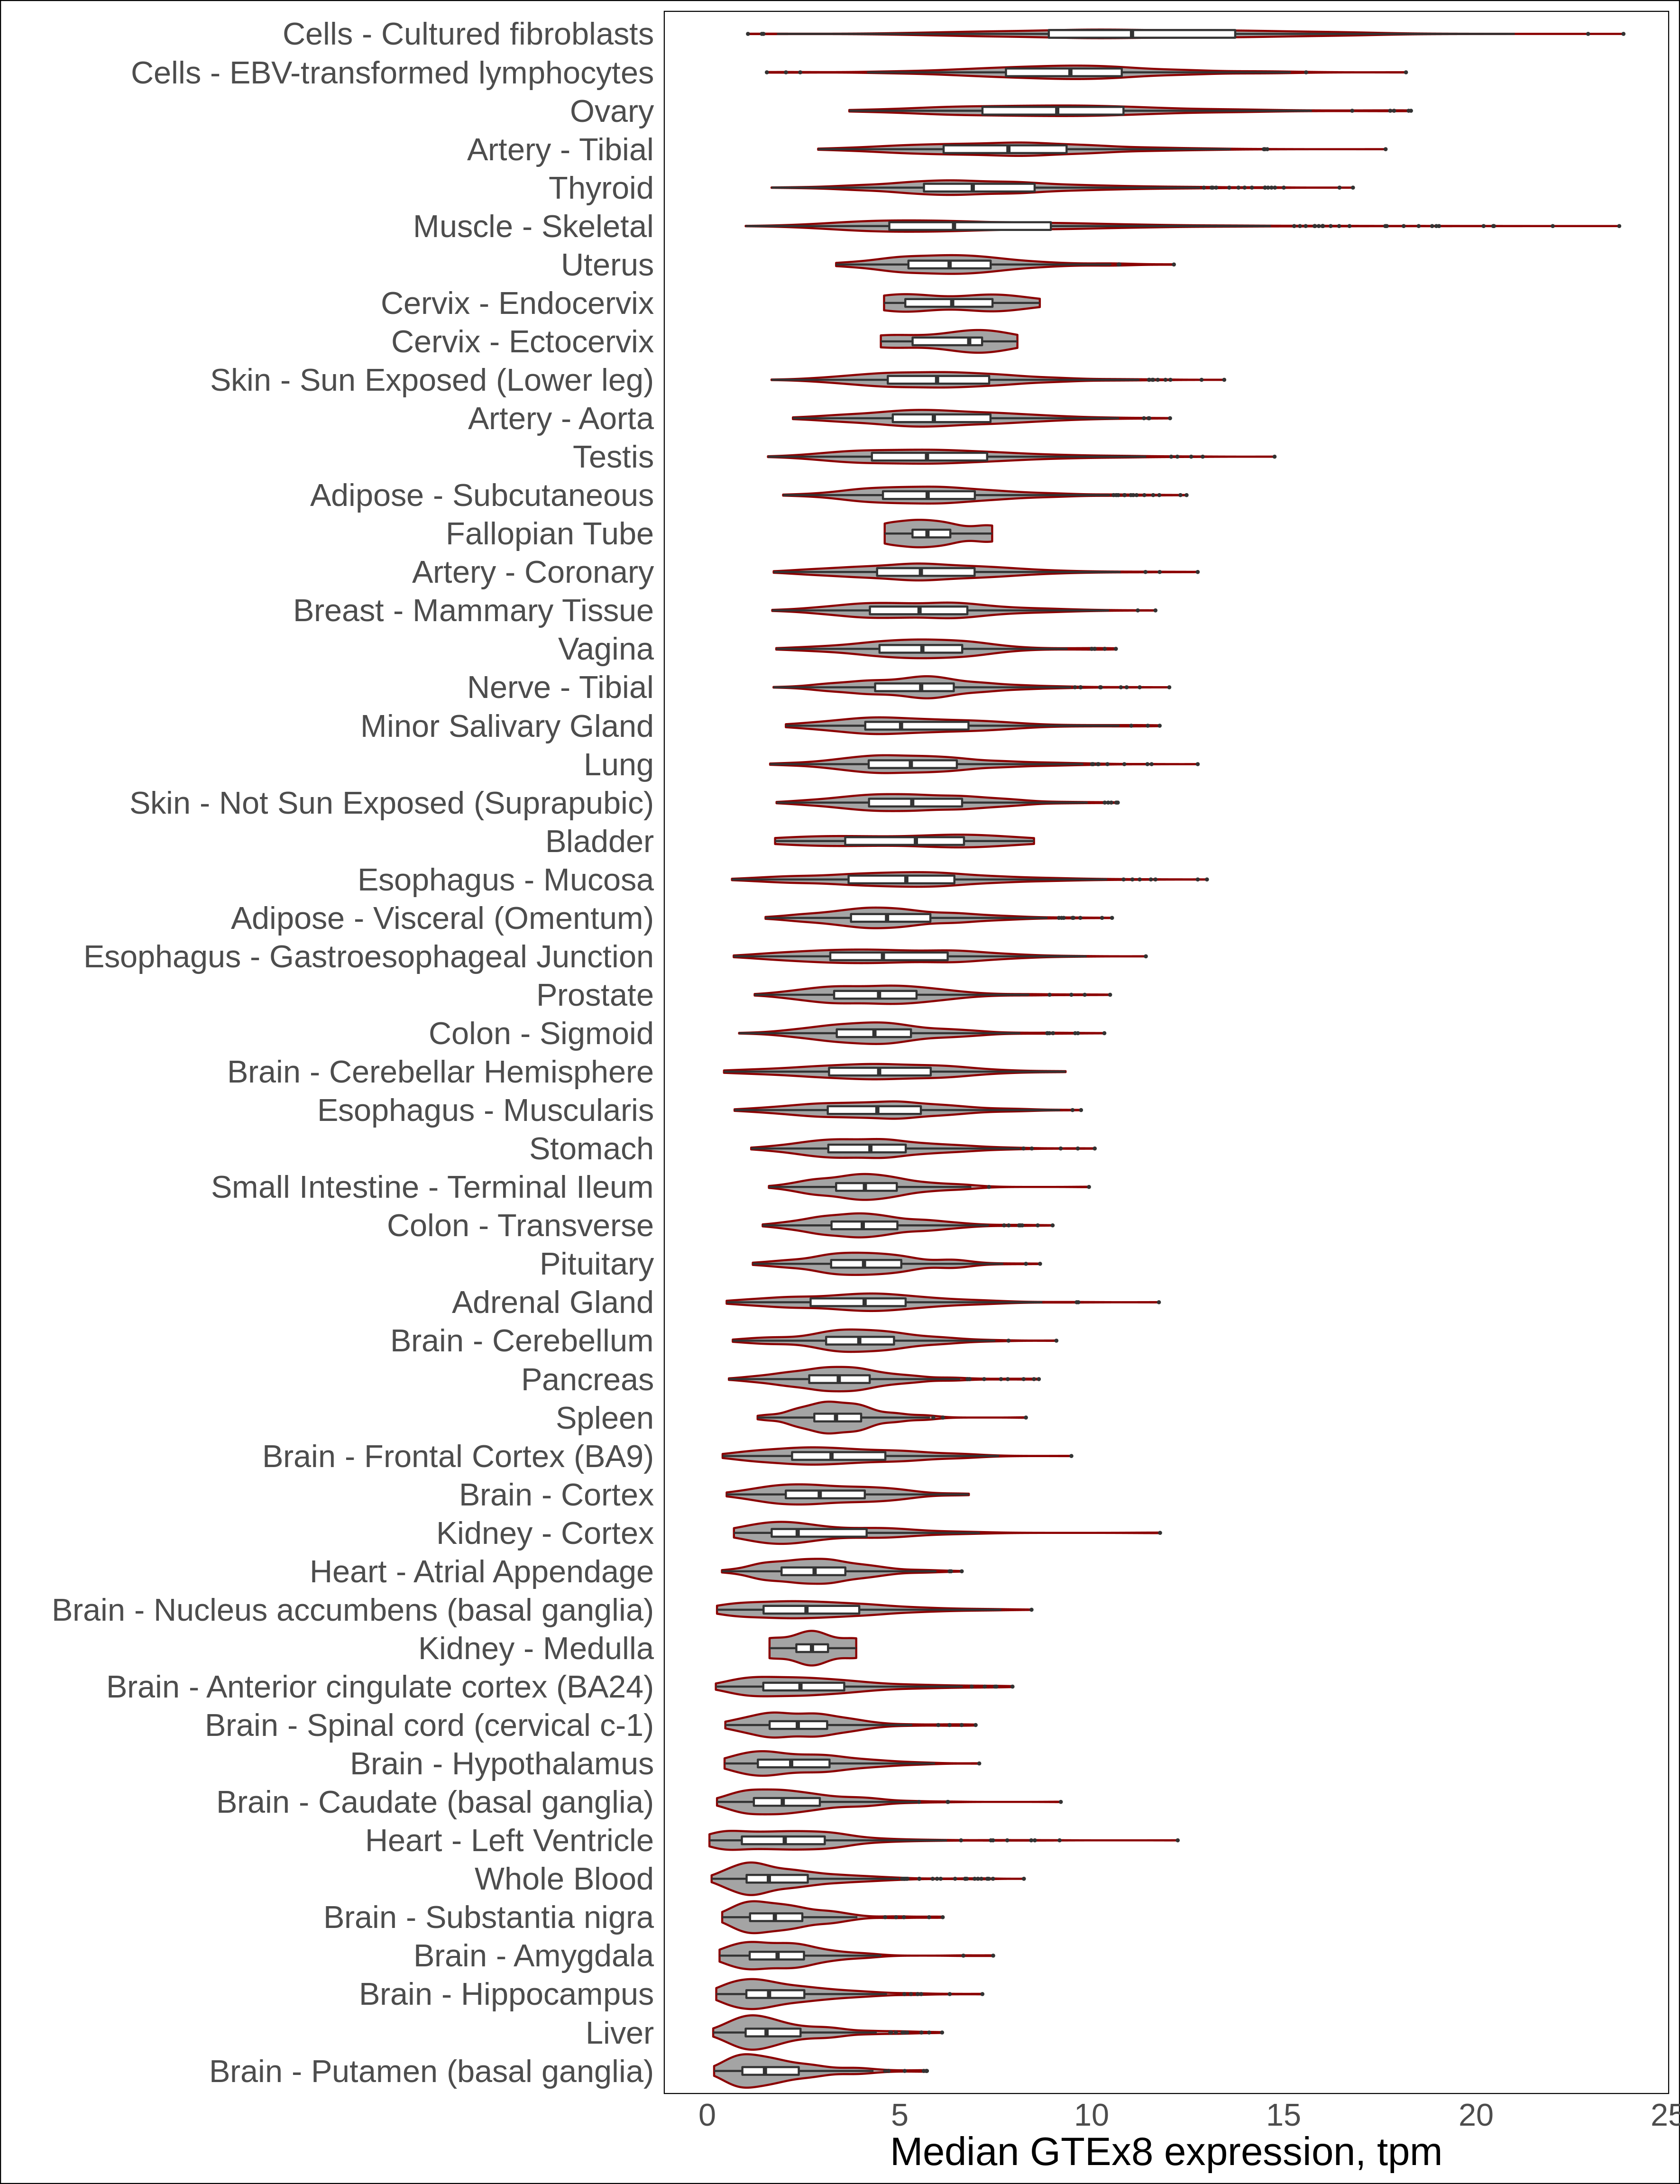 Cells - Cultured fibroblasts
Cells - EBV-transformed lymphocytes
Ovary
Artery - Tibial
Thyroid
Muscle - Skeletal
Uterus
Cervix - Endocervix
Cervix - Ectocervix
Skin - Sun Exposed (Lower leg)
Artery - Aorta
Testis
Adipose - Subcutaneous
Fallopian Tube
Artery - Coronary
Breast - Mammary Tissue
Vagina
Nerve - Tibial
Minor Salivary Gland
Lung
Skin - Not Sun Exposed (Suprapubic)
Bladder
Esophagus - Mucosa
Adipose - Visceral (Omentum)
Esophagus - Gastroesophageal Junction
Prostate
Colon - Sigmoid
Brain - Cerebellar Hemisphere
Esophagus - Muscularis
Stomach
Small Intestine - Terminal Ileum
Colon - Transverse
Pituitary
Adrenal Gland
Brain - Cerebellum
Pancreas
Spleen
Brain - Frontal Cortex (BA9)
Brain - Cortex
Kidney - Cortex
Heart - Atrial Appendage
Brain - Nucleus accumbens (basal ganglia)
Kidney - Medulla
Brain - Anterior cingulate cortex (BA24)
Brain - Spinal cord (cervical c-1)
Brain - Hypothalamus
Brain - Caudate (basal ganglia)
Heart - Left Ventricle
Whole Blood
Brain - Substantia nigra
Brain - Amygdala
Brain - Hippocampus
Liver
Brain - Putamen (basal ganglia)
0 5 10 15 20 25
Median GTEx8 expression, tpm